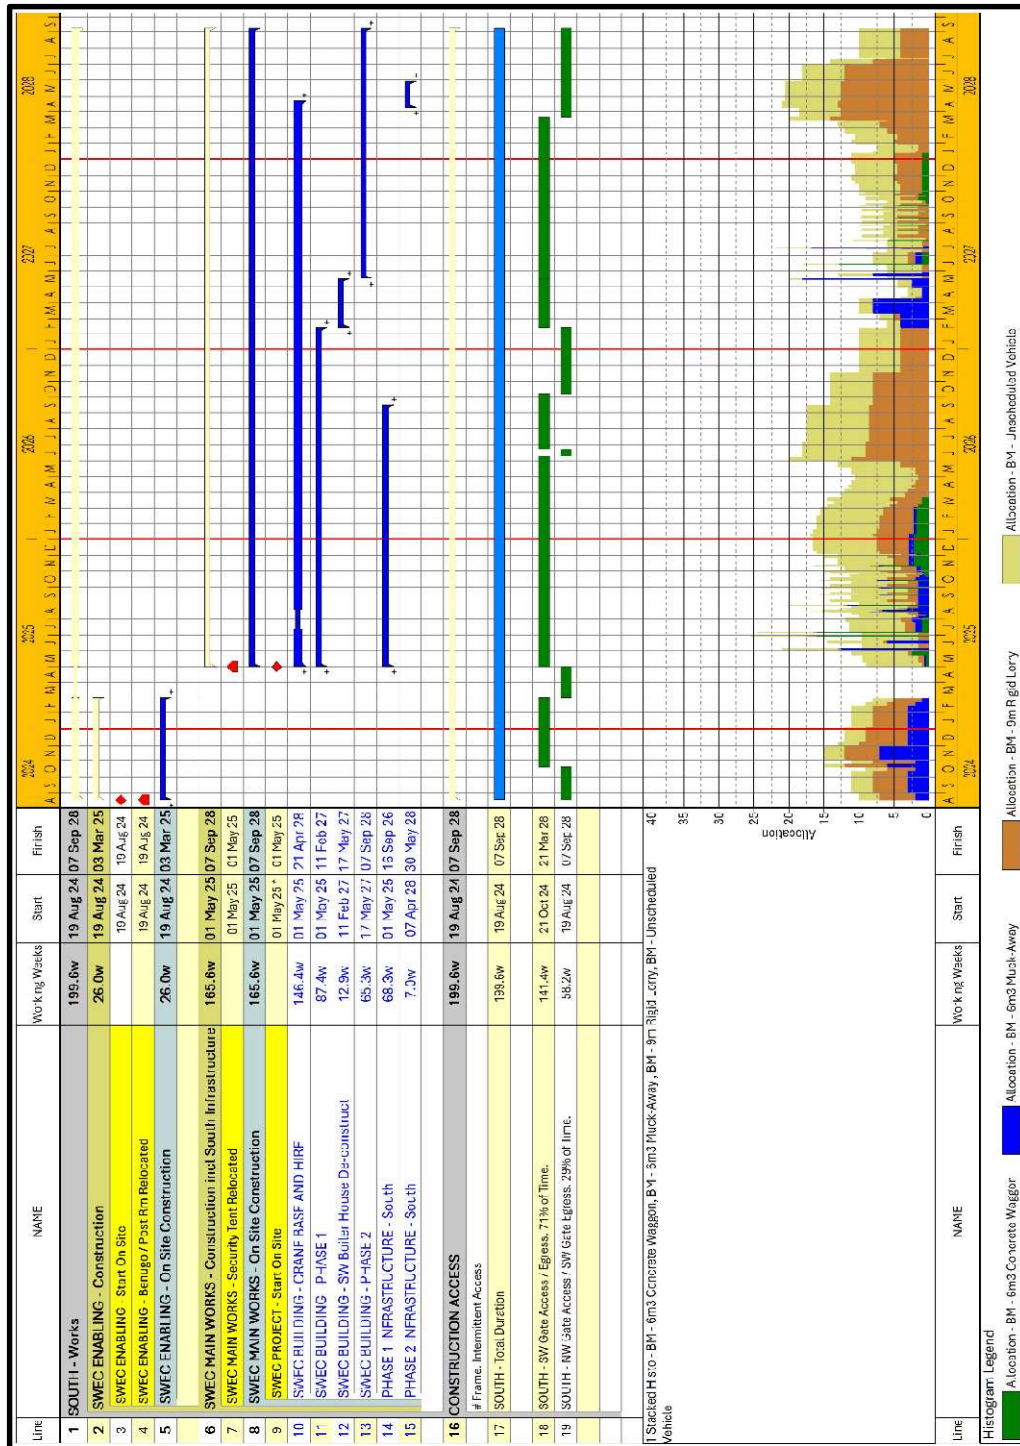 Line NAME Working Weeks Start Finish
2024 2025 2026 2027 2028
A S O N D J F M A M J J A S O N D J F M A M J J A S O N D J F M A M J J A S O N D J F M A M J J A S
1 SOUTH - Works 199.6w 19 Aug 24 07 Sep 28
2 SWEC ENABLING - Construction 26.0w 19 Aug 24 03 Mar 25
3 SWEC ENABLING - Start On Site 19 Aug 24 19 Aug 24
4 SWEC ENABLING - Benugo / Post Rm Relocated 19 Aug 24 19 Aug 24
5 SWEC ENABLING - On Site Construction 26.0w 19 Aug 24 03 Mar 25
6 SWEC MAIN WORKS - Construction incl South Infrastructure 165.6w 01 May 25 07 Sep 28
7 SWEC MAIN WORKS - Security Tent Relocated 01 May 25 01 May 25
8 SWEC MAIN WORKS - On Site Construction 165.6w 01 May 25 07 Sep 28
9 SWEC PROJECT - Start On Site 01 May 25 * 01 May 25
10 SWEC BUILDING - CRANE BASE AND HIRE 146.4w 01 May 25 21 Apr 28
11 SWEC BUILDING - PHASE 1 87.4w 01 May 25 11 Feb 27
12 SWEC BUILDING - SW Boiler House De-construct 12.9w 11 Feb 27 17 May 27
13 SWEC BUILDING - PHASE 2 65.3w 17 May 27 07 Sep 28
14 PHASE 1 INFRASTRUCTURE - South 68.3w 01 May 25 16 Sep 26
15 PHASE 2 INFRASTRUCTURE - South 7.0w 07 Apr 28 30 May 28
16 CONSTRUCTION ACCESS 199.6w 19 Aug 24 07 Sep 28
# Frame. Intermittent Access
17 SOUTH - Total Duration 199.6w 19 Aug 24 07 Sep 28
18 SOUTH - SW Gate Access / Egress. 71% of Time. 141.4w 21 Oct 24 21 Mar 28
19 SOUTH - NW Gate Access / SW Gate Egress. 29% of Time. 58.2w 19 Aug 24 07 Sep 28
1 Stacked Histo - BM - 6m3 Concrete Waggon, BM - 6m3 Muck-Away, BM - 9m Rigid Lorry, BM - Unscheduled
Vehicle
40
35
30
25
20
15
10
5
0
Allocation
Line NAME Working Weeks Start Finish
A S O N D J F M A M J J A S O N D J F M A M J J A S O N D J F M A M J J A S O N D J F M A M J J A S
2024 2025 2026 2027 2028
Histogram Legend
Allocation - BM - 6m3 Concrete Waggon
Allocation - BM - 6m3 Muck-Away
Allocation - BM - 9m Rigid Lorry
Allocation - BM - Unscheduled Vehicle